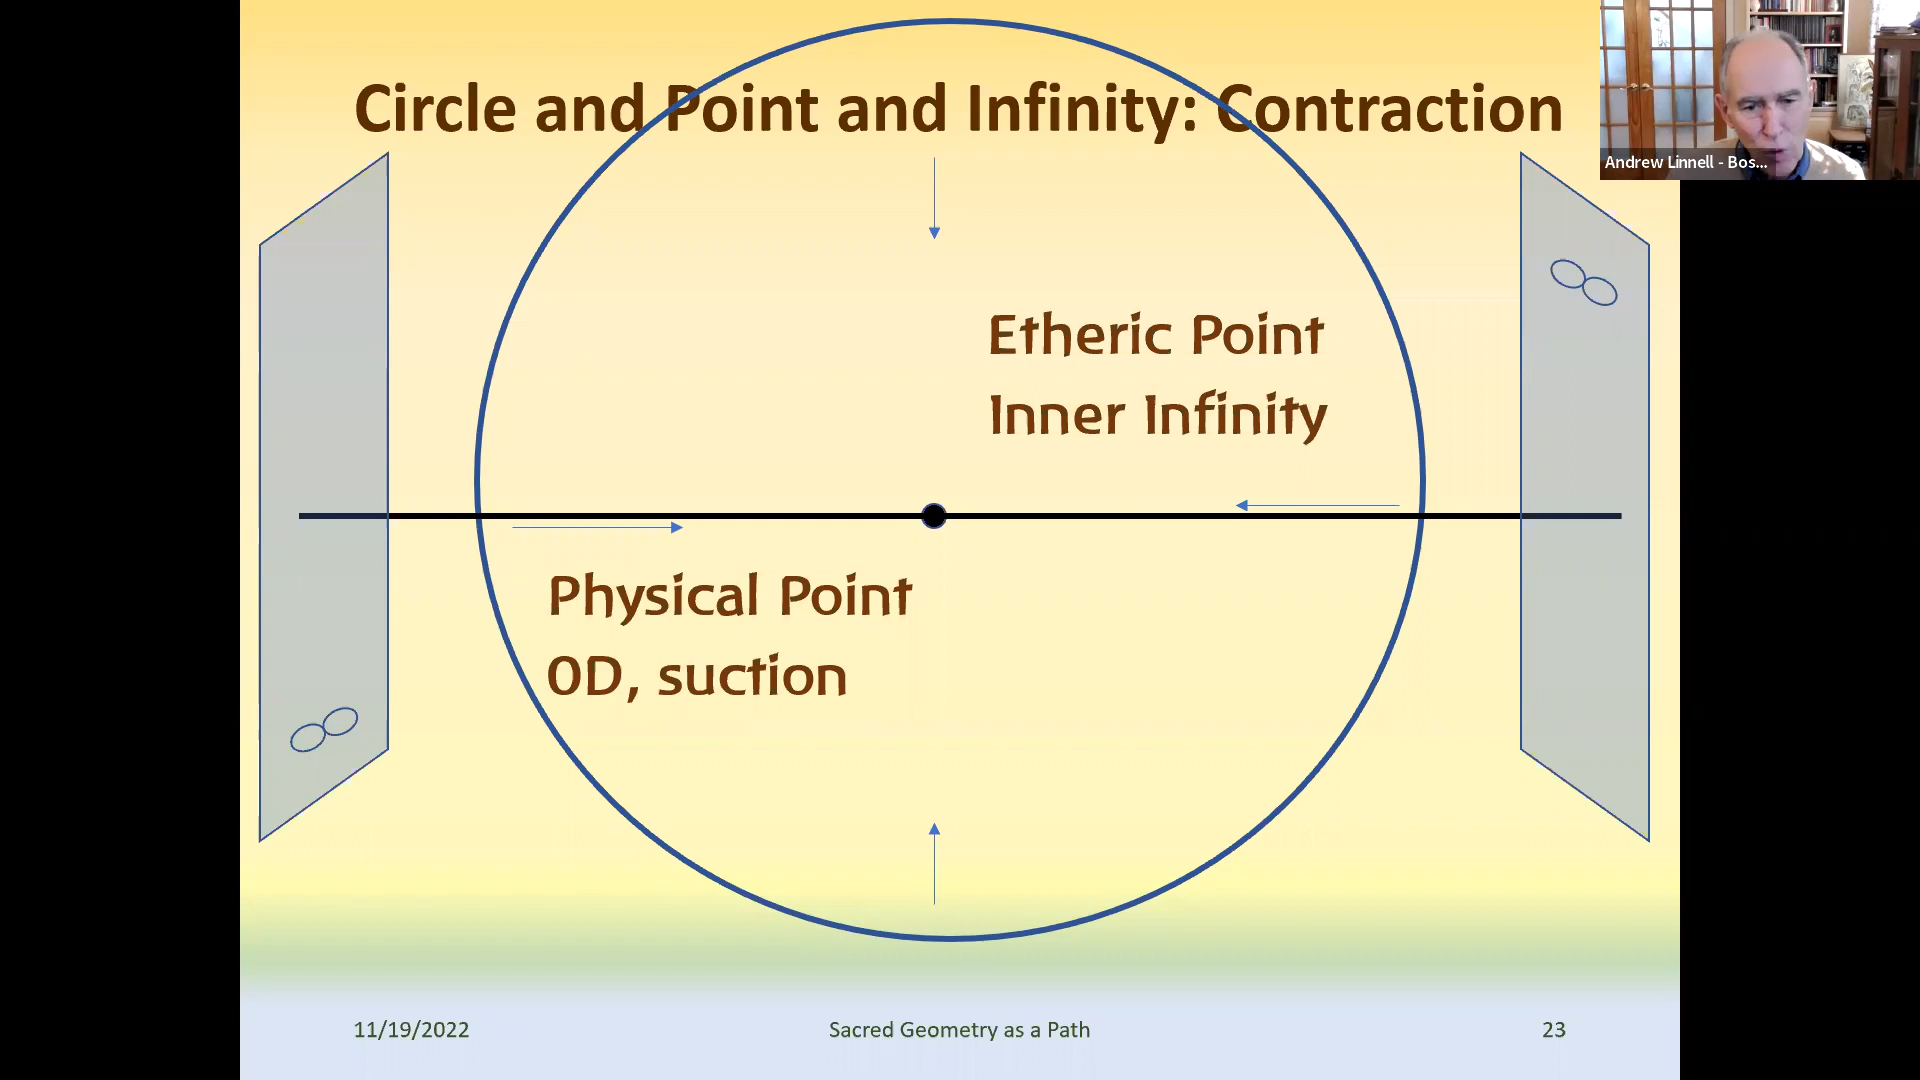 Circle and Point and Infinity: Contraction
Andrew Linnell - Bos...
Etheric Point
Inner Infinity
Physical Point
0D, suction
11/19/2022
Sacred Geometry as a Path
23